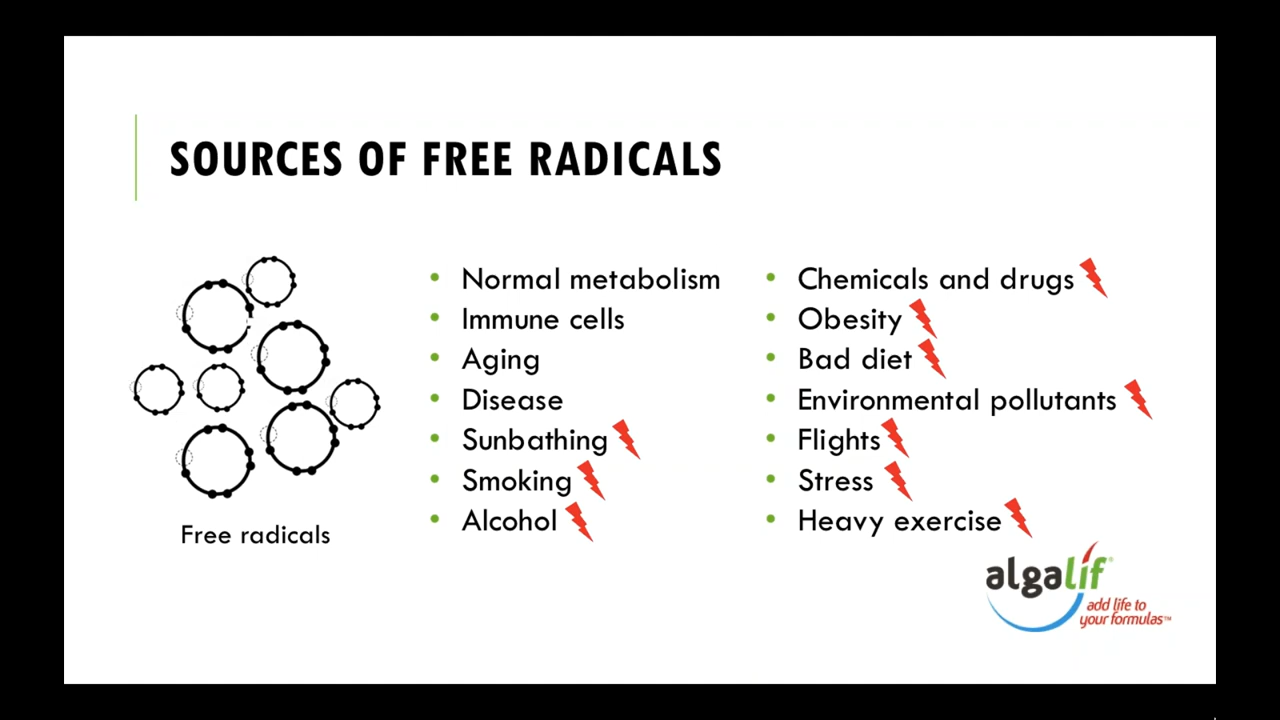 SOURCES OF FREE RADICALS
Normal metabolism
Immune cells
Aging
Disease
Sunbathing
Smoking
Alcohol
Chemicals and drugs
Obesity
Bad diet
Environmental pollutants
Flights
Stress
Heavy exercise
Free radicals
algalíf®
add life to
your formulas™